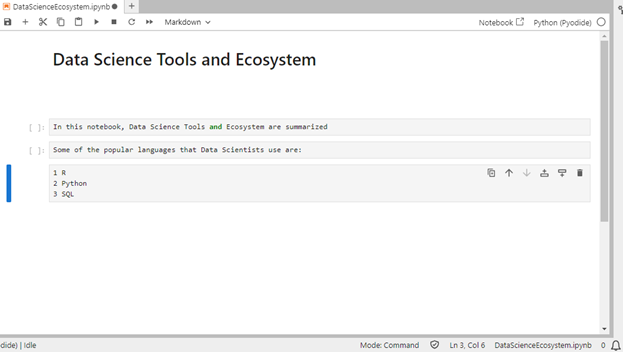 DataScienceEcosystem.ipynb
Markdown
Notebook
Python (Pyodide)
Data Science Tools and Ecosystem
[ ]: In this notebook, Data Science Tools and Ecosystem are summarized
[ ]: Some of the popular languages that Data Scientists use are:
1 R
2 Python
3 SQL
dide) | Idle
Mode: Command
Ln 3, Col 6
DataScienceEcosystem.ipynb
0